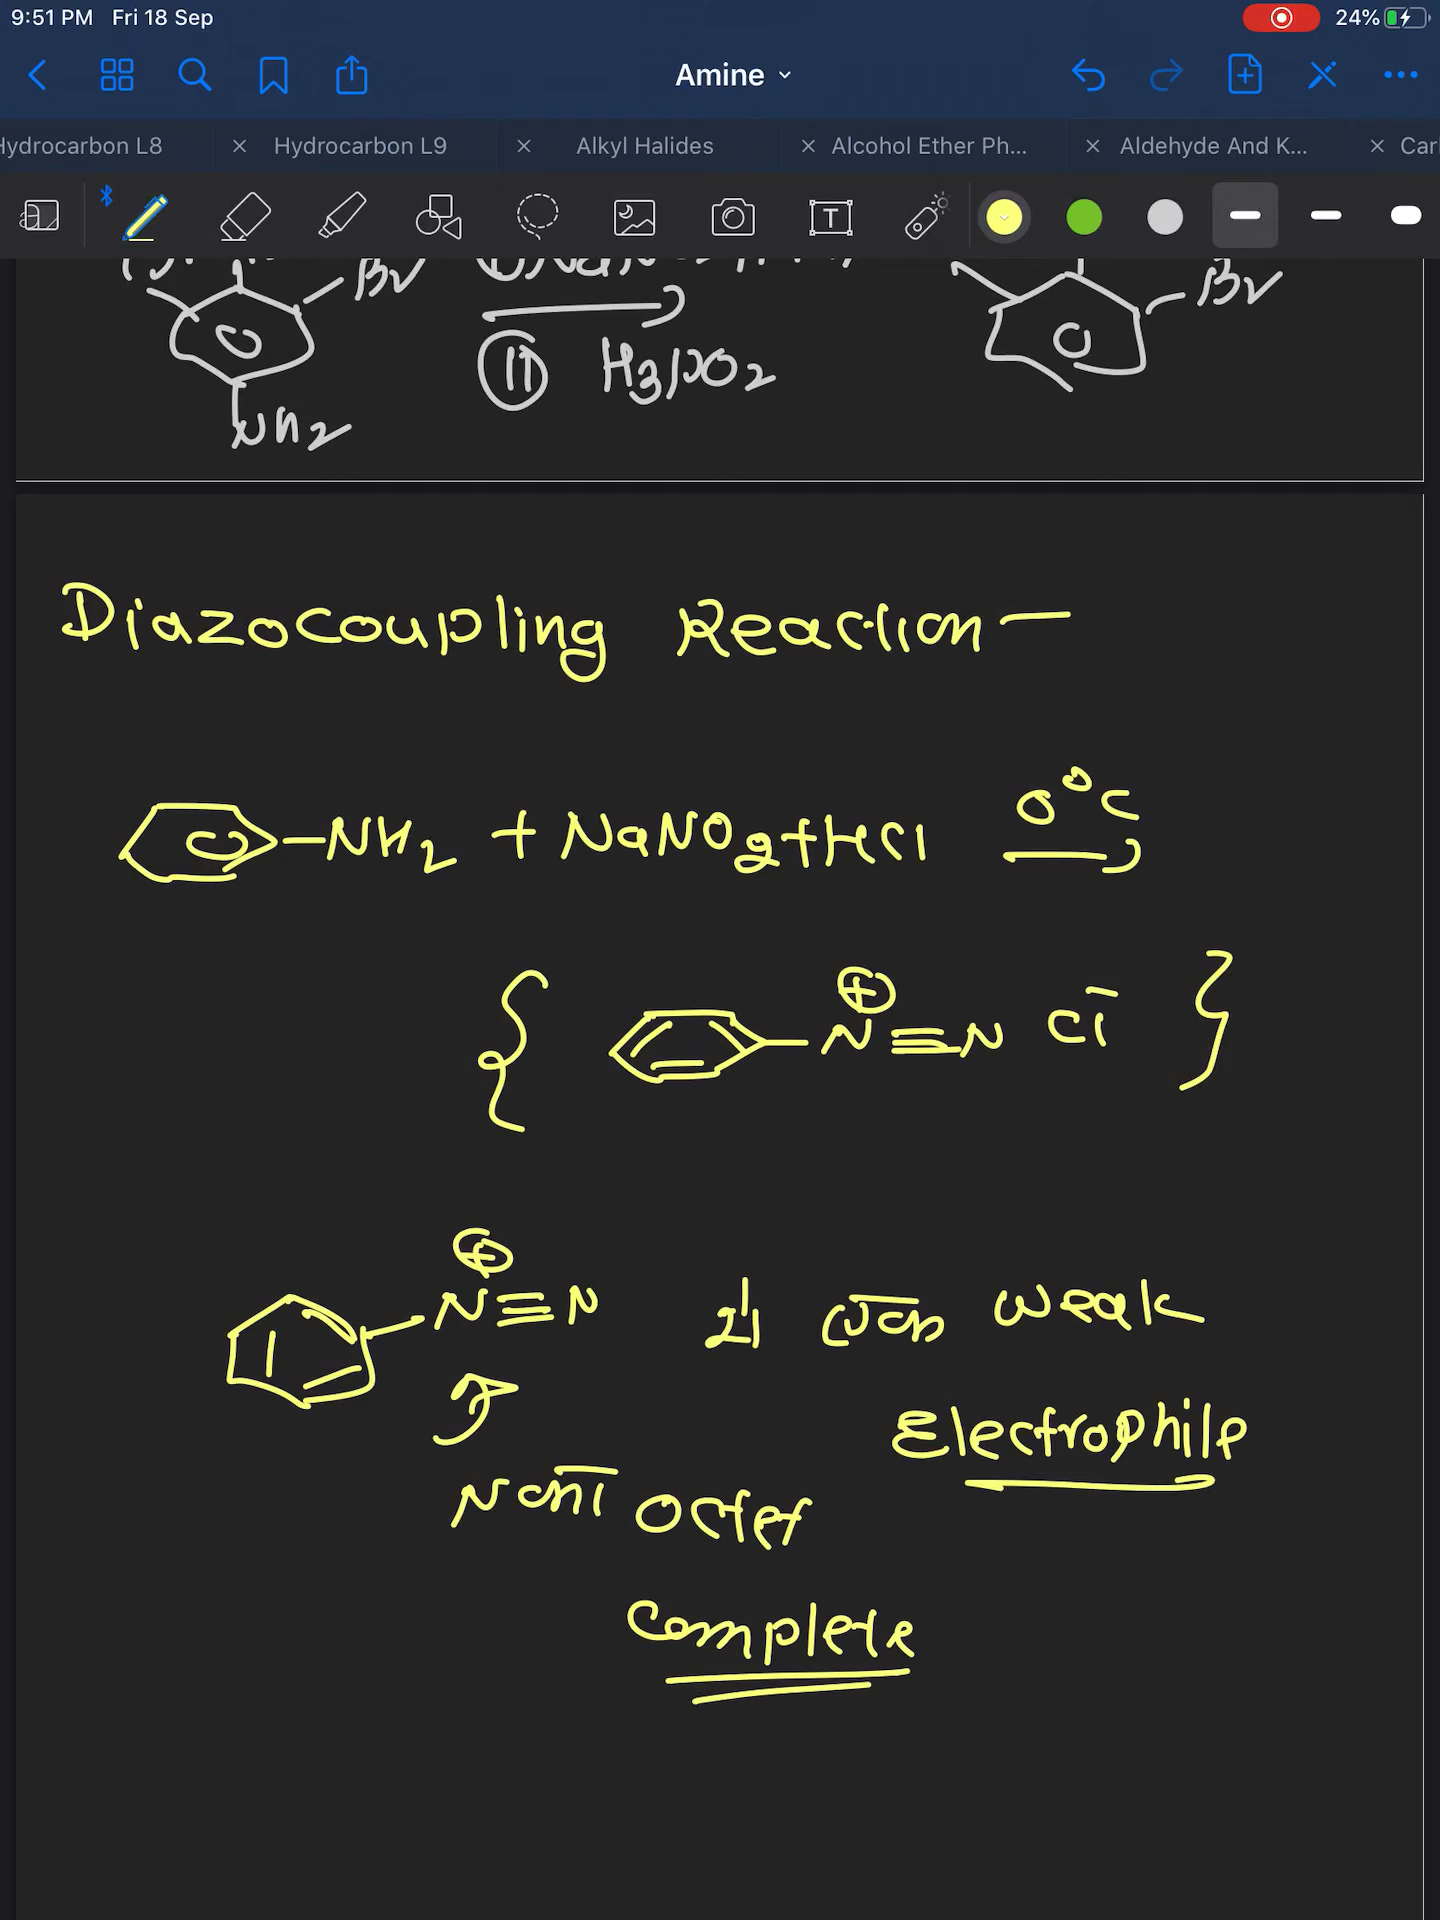 9:51 PM Fri 18 Sep
24%
Amine
Hydrocarbon L8
× Hydrocarbon L9
× Alkyl Halides
× Alcohol Ether Ph...
× Aldehyde And K...
× Car
T
Br
Br
II H3PO2
NH2
Diazocoupling Reaction—
—NH2 + NaNO2+HCl 0°C
{ —N⊕≡N Cl⁻ }
—N⊕≡N weak
Electrophile
N Octet
Complete